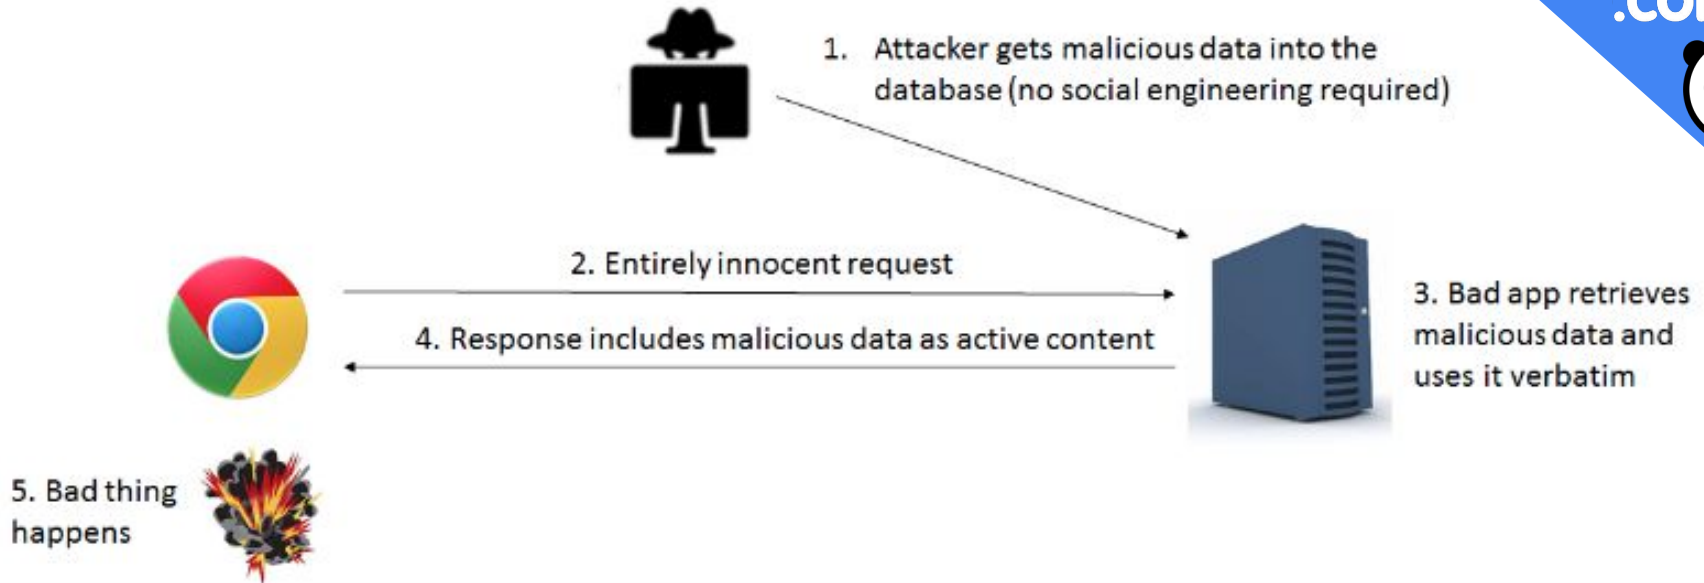 1. Attacker gets malicious data into the
database (no social engineering required)
2. Entirely innocent request
3. Bad app retrieves
malicious data and
uses it verbatim
4. Response includes malicious data as active content
5. Bad thing
happens